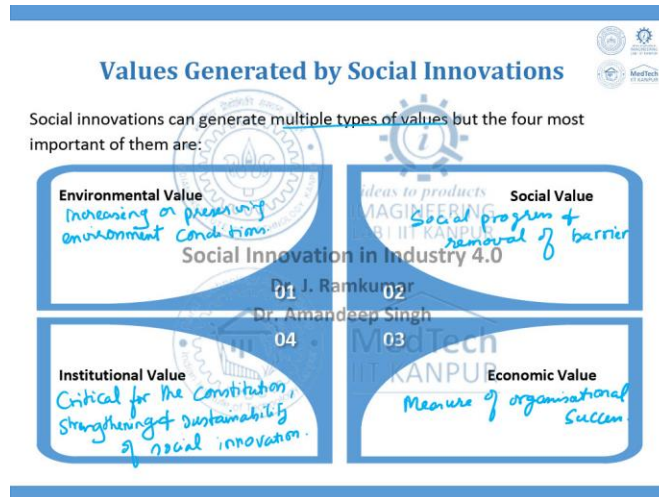 Values Generated by Social Innovations
MedTech
IIT KANPUR
Social innovations can generate multiple types of values but the four most
important of them are:
Environmental Value
Increasing or preserving
environment conditions.
ideas to products
IMAGINEERING
LAB | IIT KANPUR
Social Value
Social progress &
removal of barrier
Social Innovation in Industry 4.0
Dr. J. Ramkumar
Dr. Amandeep Singh
01
02
04
03
MedTech
IIT KANPUR
Institutional Value
Critical for the constitution,
strengthening & sustainability
of social innovation.
Economic Value
Measure of organisational
Success.